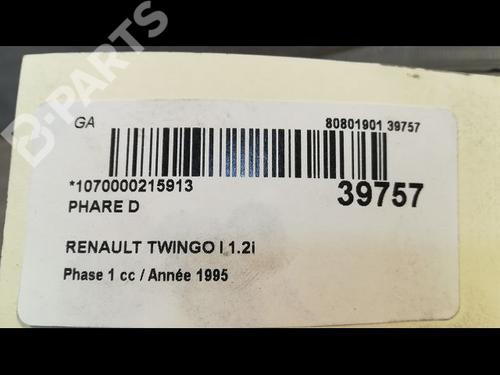 B-PARTS
GA
80801901 39757
*1070000215913
39757
PHARE D
RENAULT TWINGO I 1.2i
Phase 1 cc / Année 1995